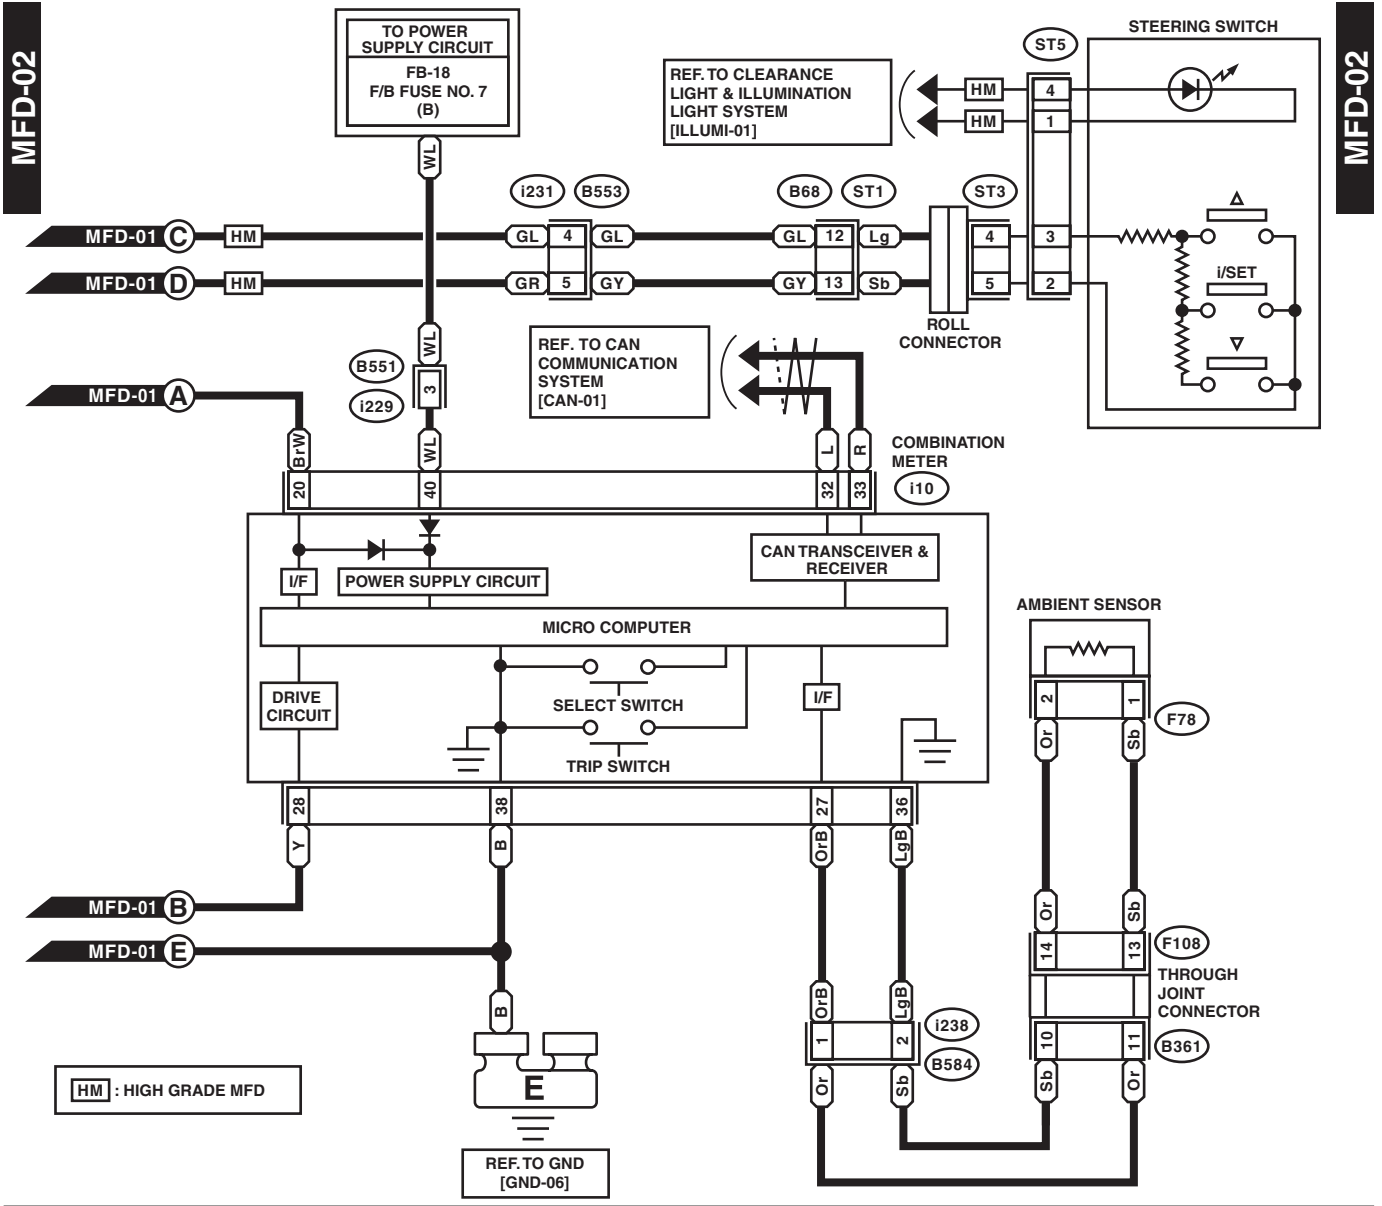 MFD-02
MFD-02
TO POWER
SUPPLY CIRCUIT
FB-18
F/B FUSE NO. 7
(B)
WL
REF. TO CLEARANCE
LIGHT & ILLUMINATION
LIGHT SYSTEM
[ILLUMI-01]
HM
HM
ST5
4
1
3
2
STEERING SWITCH
i/SET
i231
B553
B68
ST1
ST3
MFD-01 C
HM
GL
4
GL
GL
12
Lg
4
MFD-01 D
HM
GR
5
GY
GY
13
Sb
5
ROLL
CONNECTOR
WL
B551
3
i229
WL
REF. TO CAN
COMMUNICATION
SYSTEM
[CAN-01]
L
R
MFD-01 A
BrW
COMBINATION
METER
i10
20
40
32
33
I/F
POWER SUPPLY CIRCUIT
CAN TRANSCEIVER &
RECEIVER
MICRO COMPUTER
DRIVE
CIRCUIT
SELECT SWITCH
TRIP SWITCH
I/F
28
38
27
36
Y
B
OrB
LgB
MFD-01 B
MFD-01 E
B
E
REF. TO GND
[GND-06]
HM : HIGH GRADE MFD
OrB
LgB
1
2
i238
B584
Or
Sb
AMBIENT SENSOR
2
1
F78
Or
Sb
Or
Sb
14
13
F108
THROUGH
JOINT
CONNECTOR
10
11
B361
Sb
Or